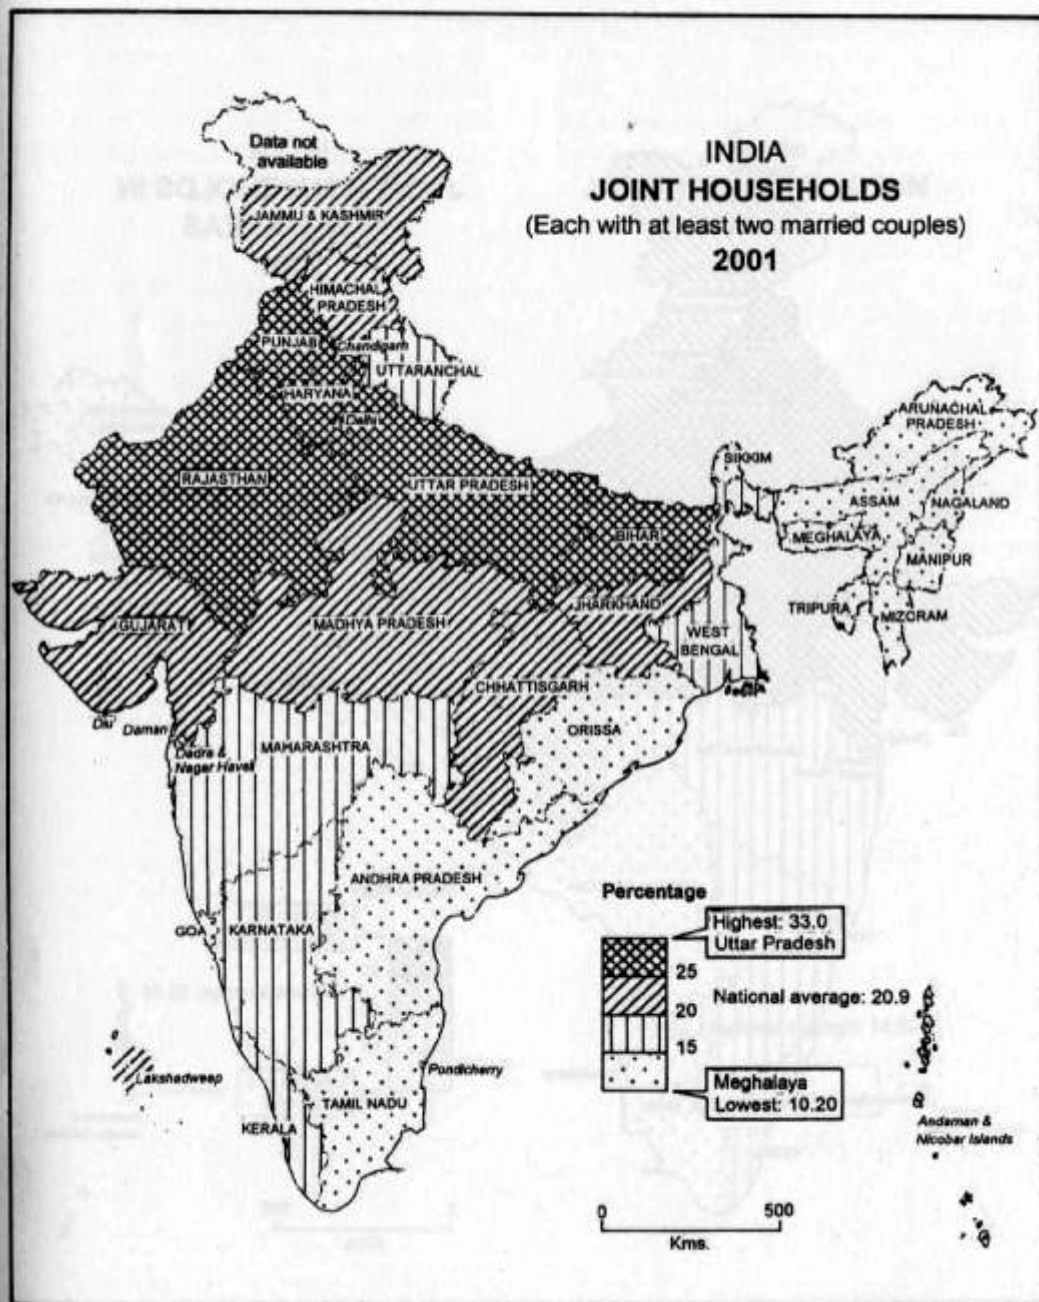 INDIA
JOINT HOUSEHOLDS
(Each with at least two married couples)
2001
Data not
available
JAMMU & KASHMIR
HIMACHAL
PRADESH
PUNJAB
Chandigarh
UTTARANCHAL
HARYANA
Delhi
RAJASTHAN
UTTAR PRADESH
BIHAR
SIKKIM
ARUNACHAL
PRADESH
ASSAM
NAGALAND
MEGHALAYA
MANIPUR
TRIPURA
MIZORAM
GUJARAT
MADHYA PRADESH
JHARKHAND
WEST
BENGAL
CHHATTISGARH
ORISSA
Diu
Daman
Dadra &
Nagar Haveli
MAHARASHTRA
ANDHRA PRADESH
GOA
KARNATAKA
Lakshadweep
Pondicherry
TAMIL NADU
KERALA
Percentage
Highest: 33.0
Uttar Pradesh
25
National average: 20.9
20
15
Meghalaya
Lowest: 10.20
Andaman &
Nicobar Islands
0 500
Kms.